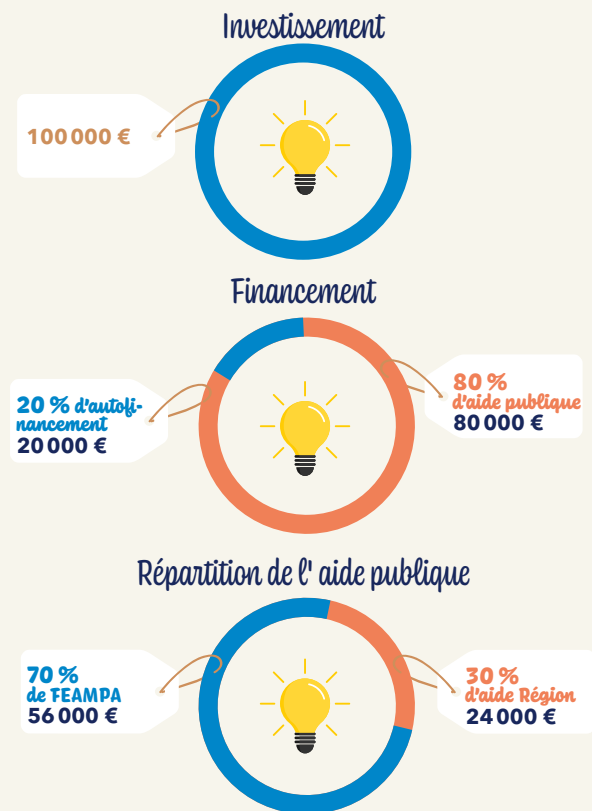 Investissement
100 000 €
Financement
20 % d'autofi-
nancement
20 000 €
80 %
d'aide publique
80 000 €
Répartition de l' aide publique
70 %
de FEAMPA
56 000 €
30 %
d'aide Région
24 000 €